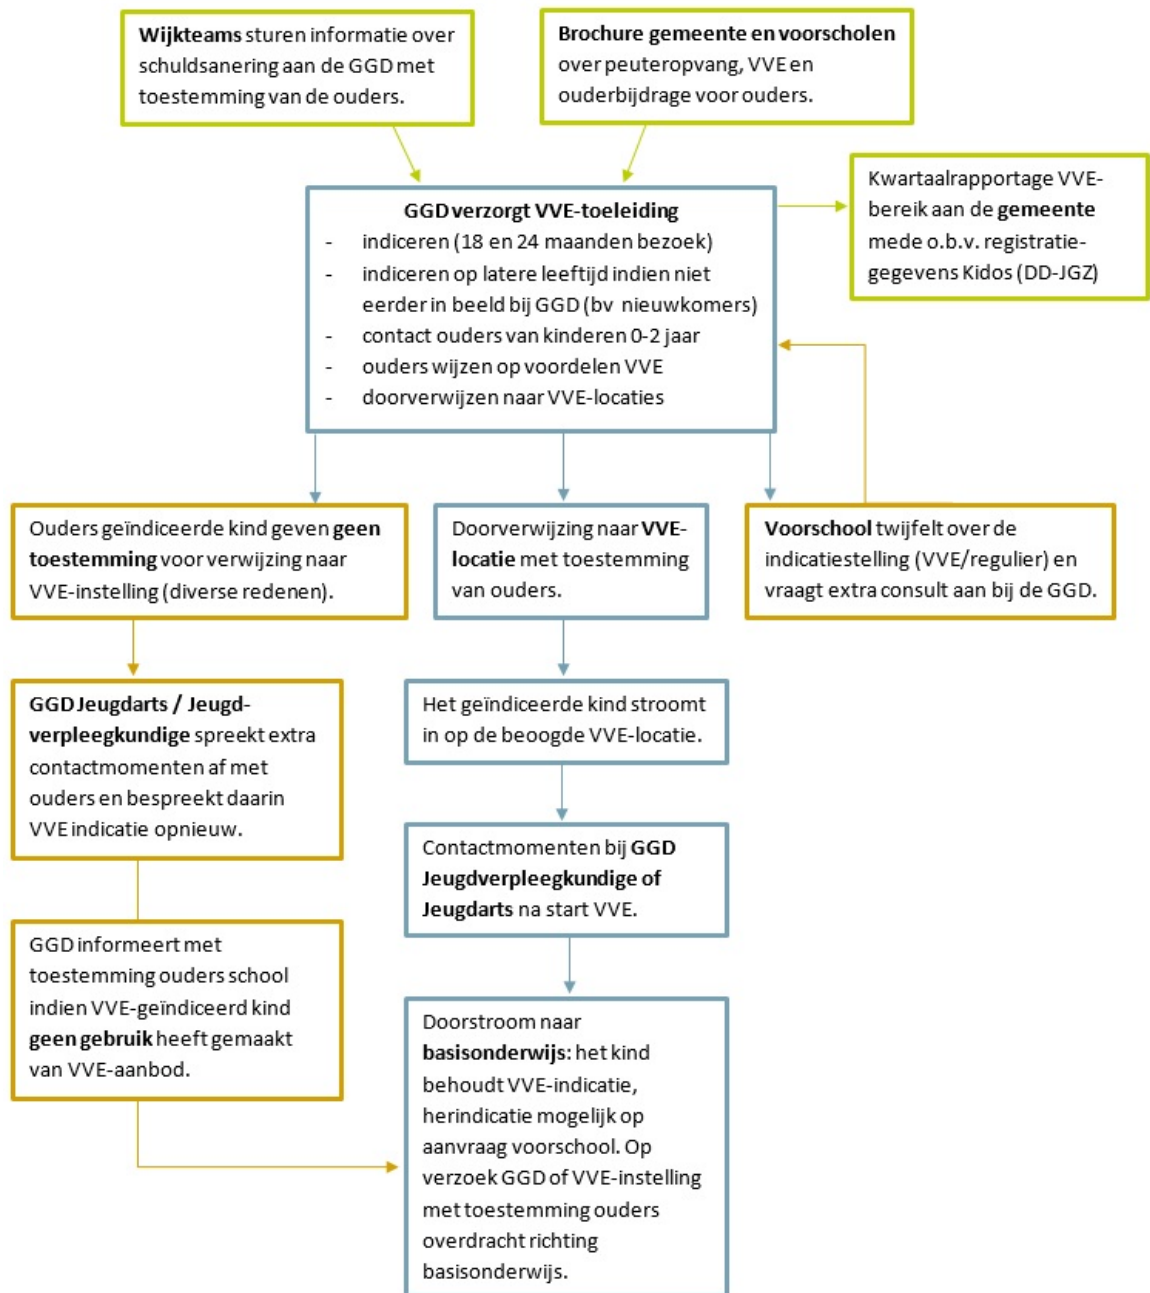 Wijkteams sturen informatie over
schuldsanering aan de GGD met
toestemming van de ouders.
Brochure gemeente en voorscholen
over peuteropvang, VVE en
ouderbijdrage voor ouders.
Kwartaalrapportage VVE-
bereik aan de gemeente
mede o.b.v. registratie-
gegevens Kidos (DD-JGZ)
GGD verzorgt VVE-toeleiding
- indiceren (18 en 24 maanden bezoek)
- indiceren op latere leeftijd indien niet
eerder in beeld bij GGD (bv nieuwkomers)
- contact ouders van kinderen 0-2 jaar
- ouders wijzen op voordelen VVE
- doorverwijzen naar VVE-locaties
Ouders geïndiceerde kind geven geen
toestemming voor verwijzing naar
VVE-instelling (diverse redenen).
Doorverwijzing naar VVE-
locatie met toestemming
van ouders.
Voorschool twijfelt over de
indicatiestelling (VVE/regulier) en
vraagt extra consult aan bij de GGD.
GGD Jeugdarts / Jeugd-
verpleegkundige spreekt extra
contactmomenten af met
ouders en bespreekt daarin
VVE indicatie opnieuw.
Het geïndiceerde kind stroomt
in op de beoogde VVE-locatie.
Contactmomenten bij GGD
Jeugdverpleegkundige of
Jeugdarts na start VVE.
GGD informeert met
toestemming ouders school
indien VVE-geïndiceerd kind
geen gebruik heeft gemaakt
van VVE-aanbod.
Doorstroom naar
basisonderwijs: het kind
behoudt VVE-indicatie,
herindicatie mogelijk op
aanvraag voorschool. Op
verzoek GGD of VVE-instelling
met toestemming ouders
overdracht richting
basisonderwijs.